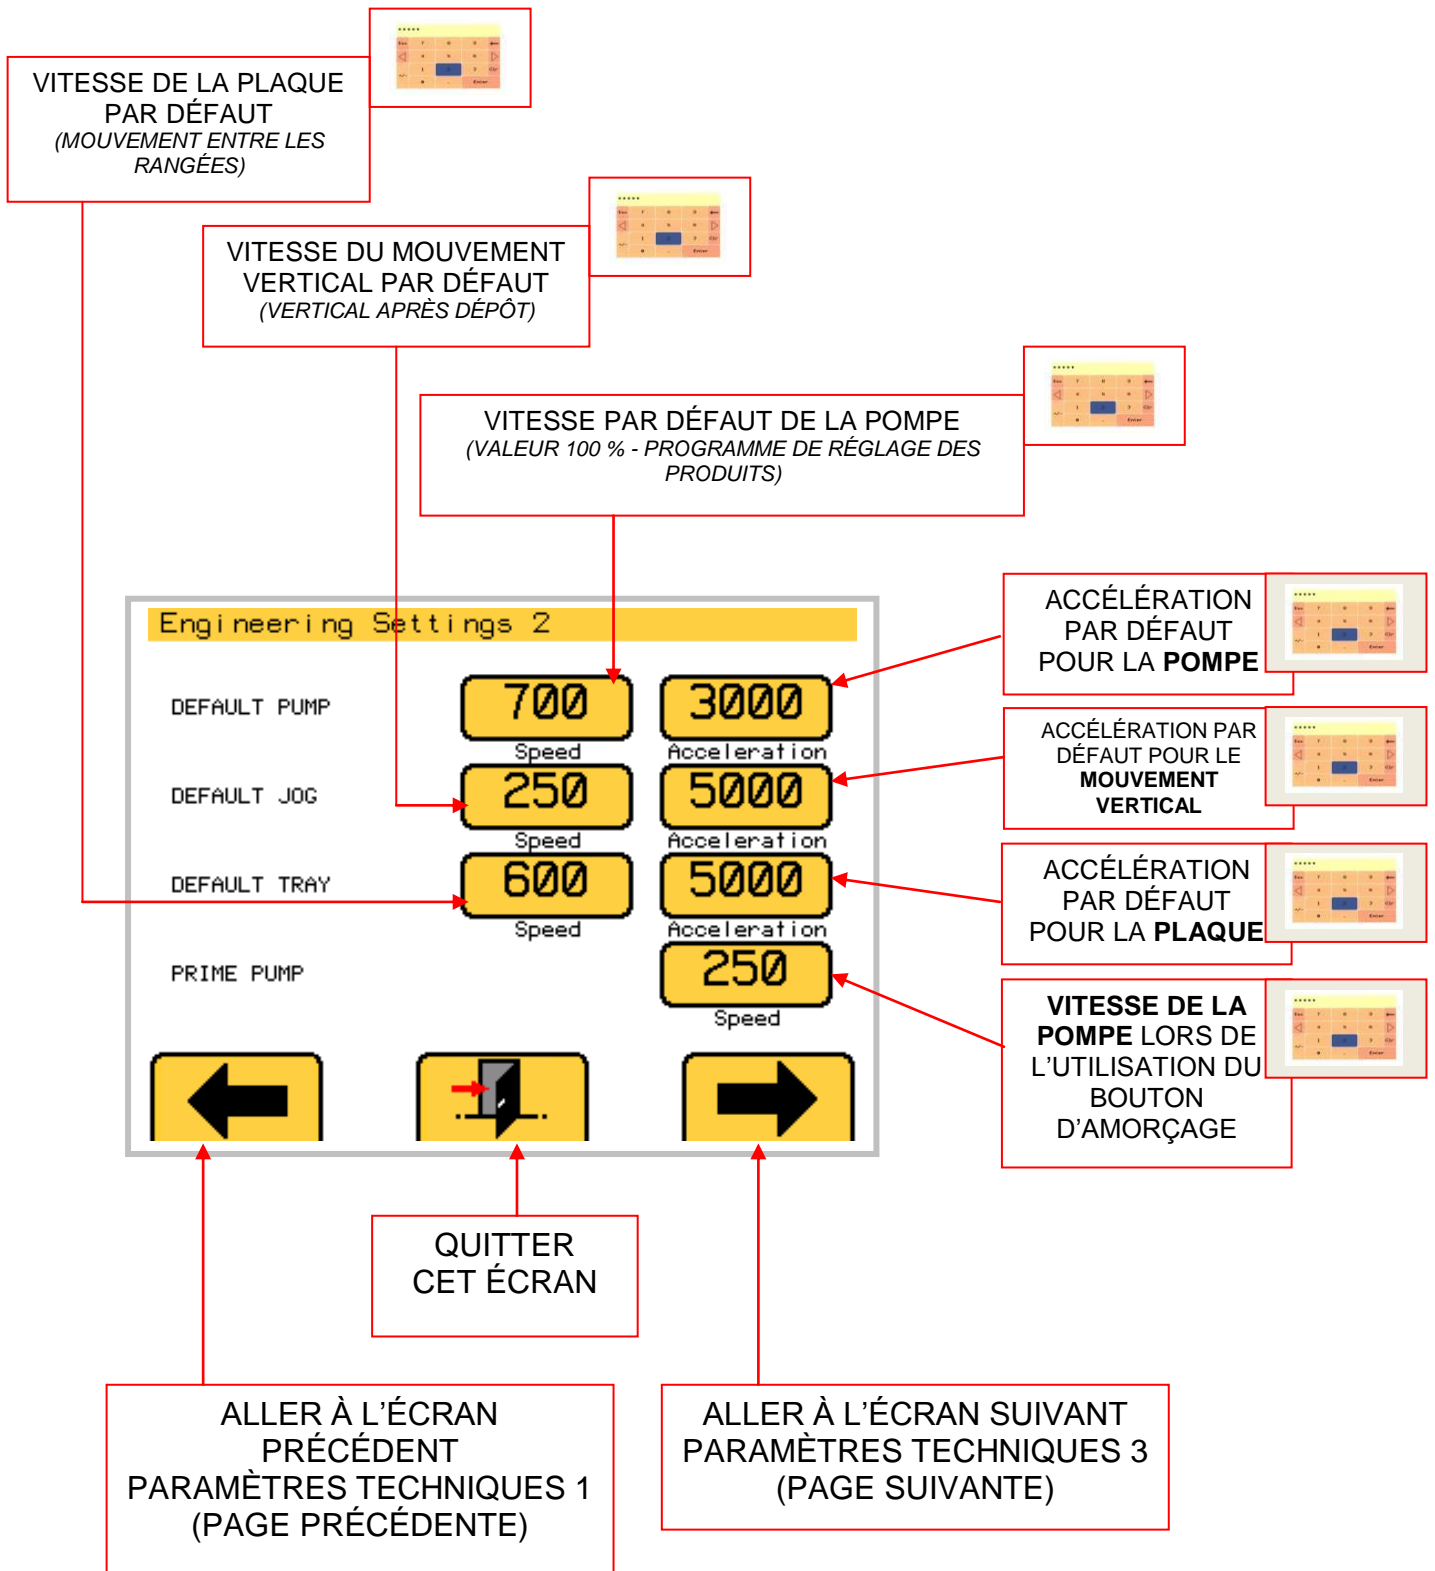 VITESSE DE LA PLAQUE
PAR DÉFAUT
(MOUVEMENT ENTRE LES
RANGÉES)
VITESSE DU MOUVEMENT
VERTICAL PAR DÉFAUT
(VERTICAL APRÈS DÉPÔT)
VITESSE PAR DÉFAUT DE LA POMPE
(VALEUR 100 % - PROGRAMME DE RÉGLAGE DES
PRODUITS)
Engineering Settings 2
DEFAULT PUMP
700
3000
Speed
Acceleration
DEFAULT JOG
250
5000
Speed
Acceleration
DEFAULT TRAY
600
5000
Speed
Acceleration
PRIME PUMP
250
Speed
ACCÉLÉRATION
PAR DÉFAUT
POUR LA POMPE
ACCÉLÉRATION PAR
DÉFAUT POUR LE
MOUVEMENT
VERTICAL
ACCÉLÉRATION
PAR DÉFAUT
POUR LA PLAQUE
VITESSE DE LA
POMPE LORS DE
L'UTILISATION DU
BOUTON
D'AMORÇAGE
QUITTER
CET ÉCRAN
ALLER À L'ÉCRAN
PRÉCÉDENT
PARAMÈTRES TECHNIQUES 1
(PAGE PRÉCÉDENTE)
ALLER À L'ÉCRAN SUIVANT
PARAMÈTRES TECHNIQUES 3
(PAGE SUIVANTE)